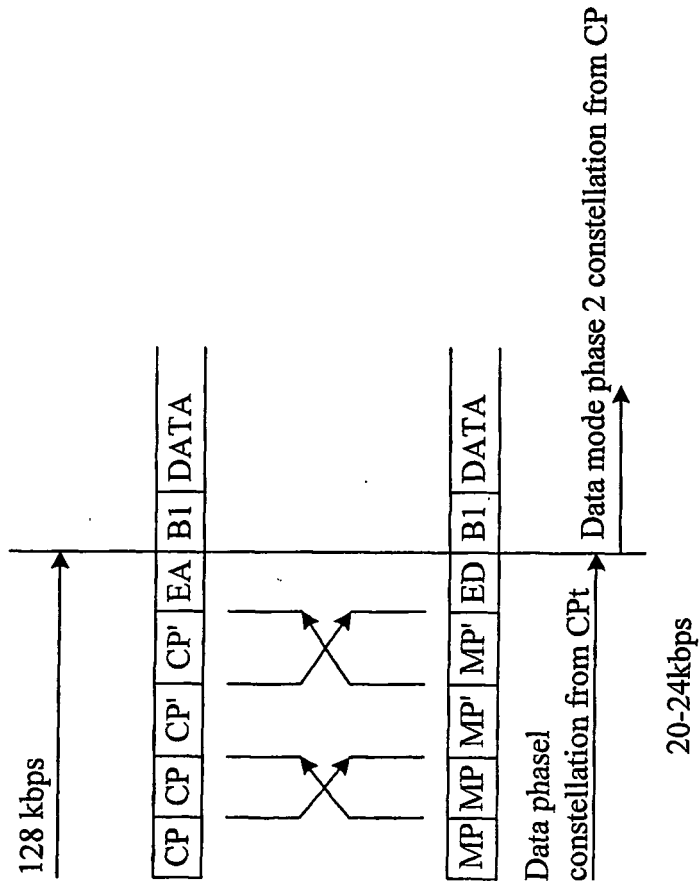 128 kbps
CP CP CP' CP' EA B1 DATA
MP MP MP' MP' ED B1 DATA
Data phasel
constellation from CPt
Data mode phase 2 constellation from CP
20-24kbps